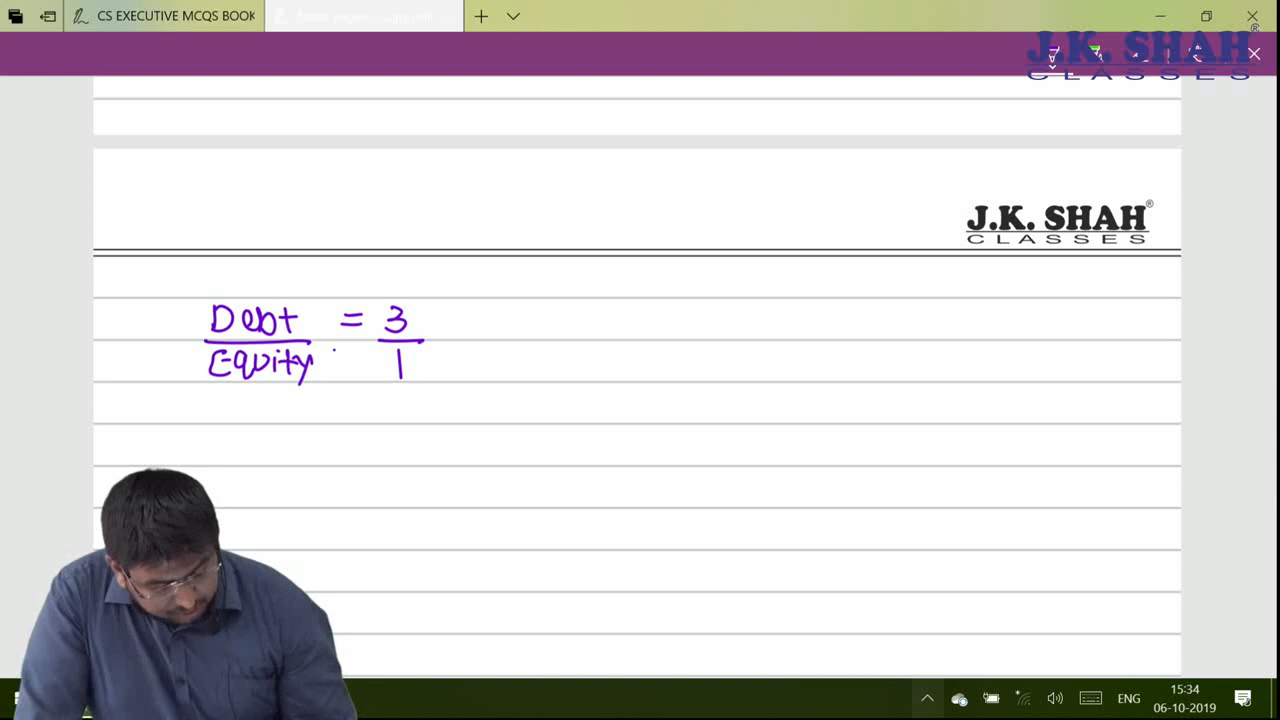 CS EXECUTIVE MCQS BOOK
J.K. SHAH®
CLASSES
J.K. SHAH®
CLASSES
Debt = 3
Equity 1
ENG
15:34
06-10-2019